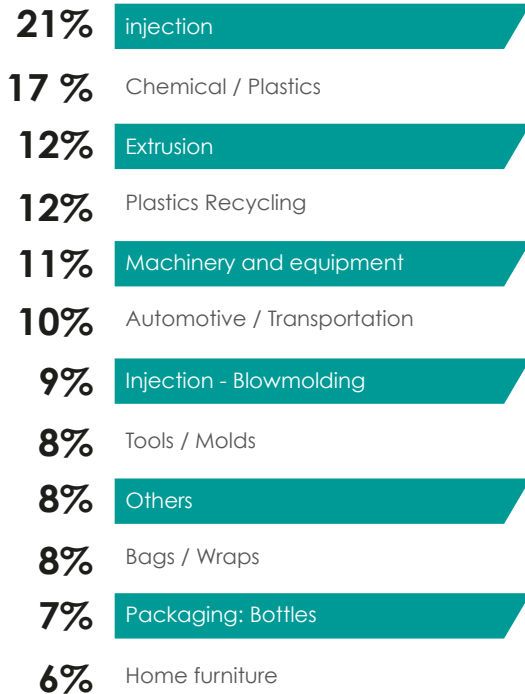 21% injection
17 % Chemical / Plastics
12% Extrusion
12% Plastics Recycling
11% Machinery and equipment
10% Automotive / Transportation
9% Injection - Blowmolding
8% Tools / Molds
8% Others
8% Bags / Wraps
7% Packaging: Bottles
6% Home furniture